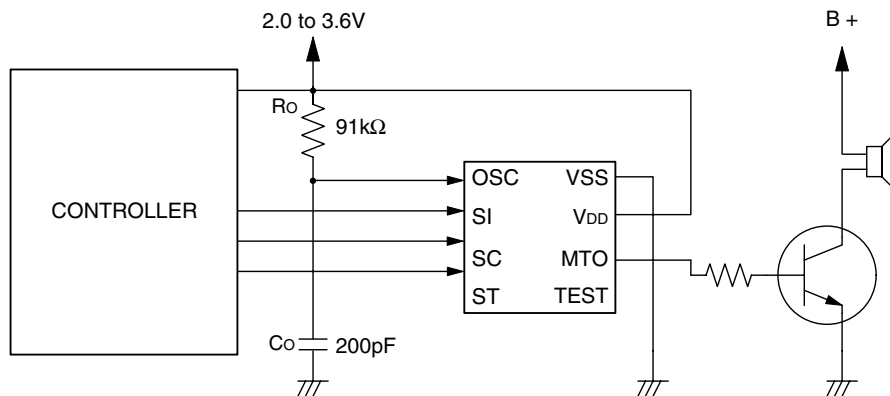 2.0 to 3.6V
B +
RO
91kΩ
CONTROLLER
OSC VSS
SI VDD
SC MTO
ST TEST
CO 200pF